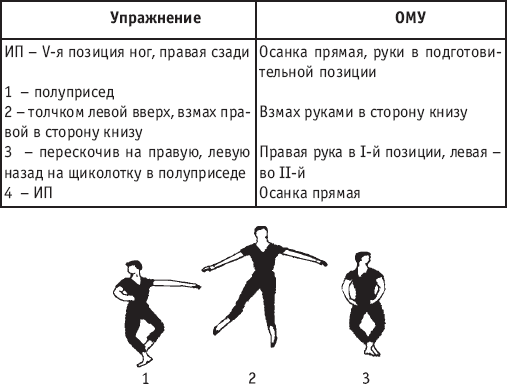 Упражнение
ОМУ
ИП – V-я позиция ног, правая сзади
Осанка прямая, руки в подготови-
тельной позиции
1 – полуприсед
2 – толчком левой вверх, взмах пра-
вой в сторону книзу
Взмах руками в сторону книзу
3 – перескочив на правую, левую
назад на щиколотку в полуприседе
Правая рука в I-й позиции, левая –
во II-й
4 – ИП
Осанка прямая
1
2
3